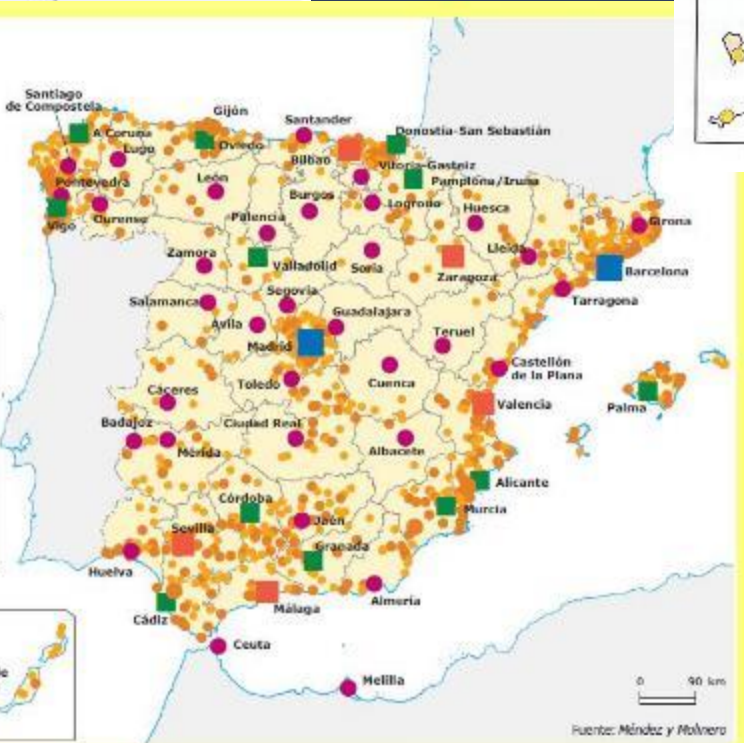 Santiago
de Compostela
A Coruña
Lugo
Gijón
Oviedo
Santander
Bilbao
Donostia-San Sebastián
Vitoria-Gasteiz
Pamplona/Iruña
Pontevedra
Ourense
Vigo
León
Palencia
Burgos
Logroño
Huesca
Girona
Lleida
Zamora
Valladolid
Soria
Zaragoza
Barcelona
Tarragona
Salamanca
Segovia
Ávila
Guadalajara
Madrid
Teruel
Castellón
de la Plana
Toledo
Cuenca
Valencia
Palma
Cáceres
Badajoz
Mérida
Ciudad Real
Albacete
Alicante
Murcia
Córdoba
Jaén
Sevilla
Granada
Huelva
Cádiz
Málaga
Almería
Ceuta
Melilla
0 90 km
Fuente: Méndez y Molinero